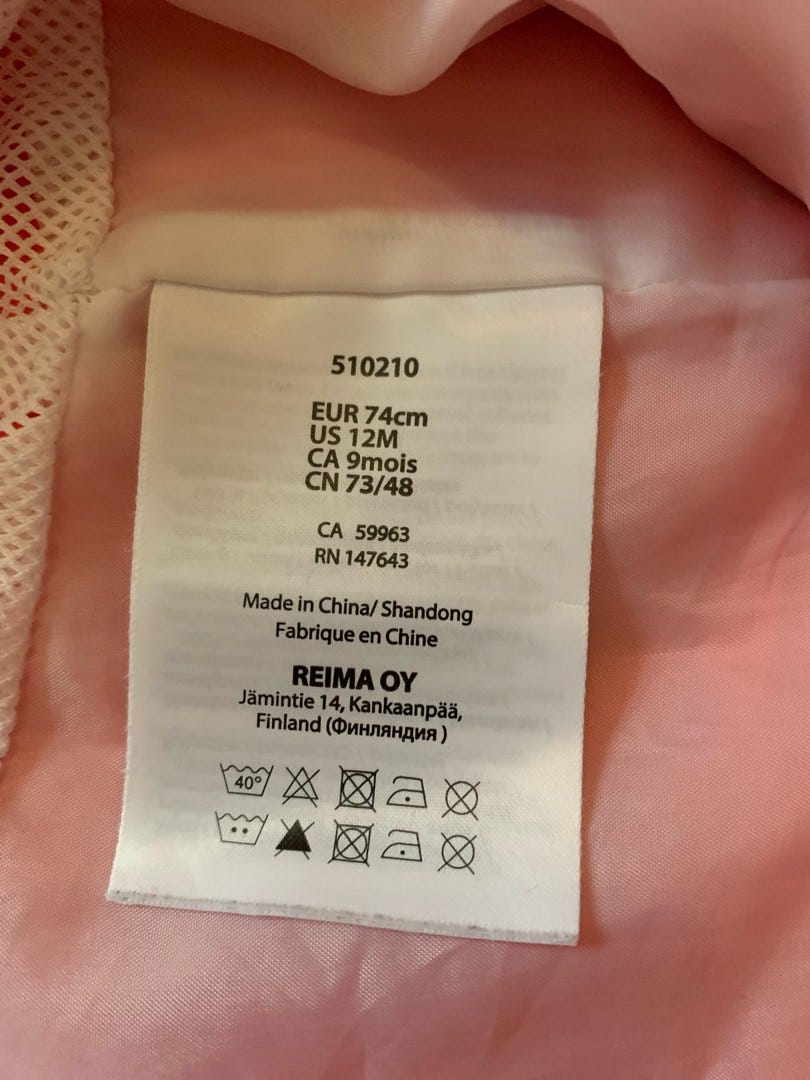 510210
EUR 74cm
US 12M
CA 9mois
CN 73/48
CA 59963
RN 147643
Made in China/ Shandong
Fabrique en Chine
REIMA OY
Jämintie 14, Kankaanpää,
Finland (Финляндия )
40°